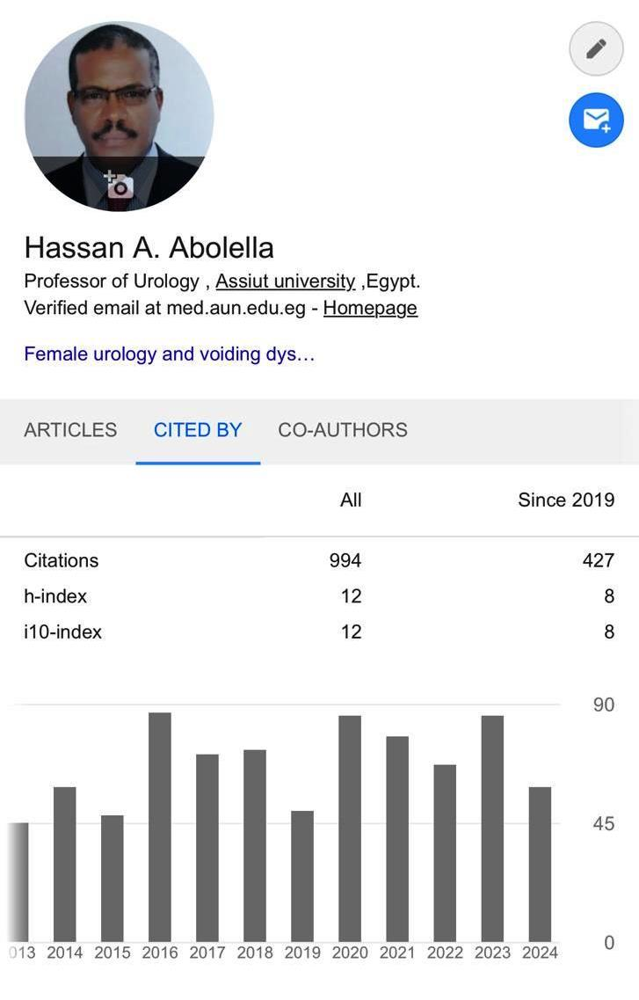 Hassan A. Abolella
Professor of Urology , Assiut university ,Egypt.
Verified email at med.aun.edu.eg - Homepage
Female urology and voiding dys…
ARTICLES CITED BY CO-AUTHORS
All Since 2019
Citations 994 427
h-index 12 8
i10-index 12 8
90
45
0
013 2014 2015 2016 2017 2018 2019 2020 2021 2022 2023 2024